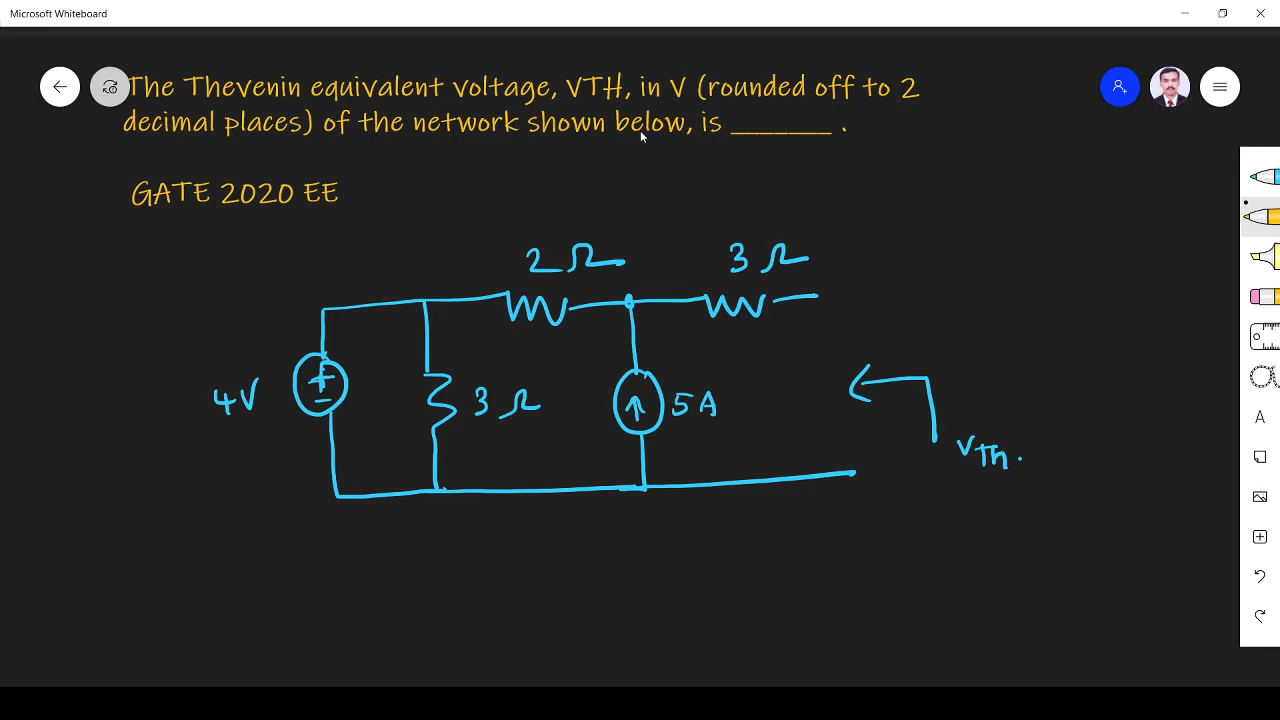 Microsoft Whiteboard
The Thevenin equivalent voltage, VTH, in V (rounded off to 2
decimal places) of the network shown below, is _______ .
GATE 2020 EE
2 Ω
3 Ω
4V
+
-
3 Ω
5 A
VTh.
A